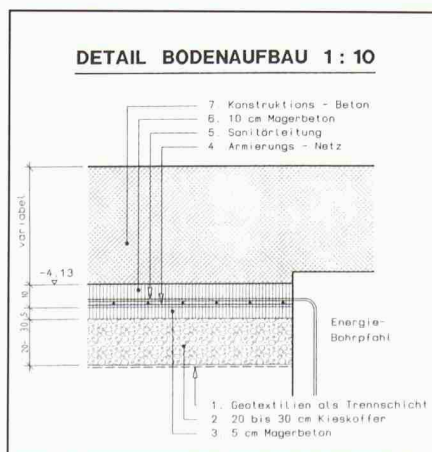 DETAIL BODENAUFBAU 1 : 10
7. Konstruktions - Beton
6. 10 cm Magerbeton
5. Sanitärleitung
4 Armierungs - Netz
variabel
-4,13
10
5
20- 30
Energie-
Bohrpfahl
1. Geotextilien als Trennschicht
2 20 bis 30 cm Kieskoffer
3 5 cm Magerbeton